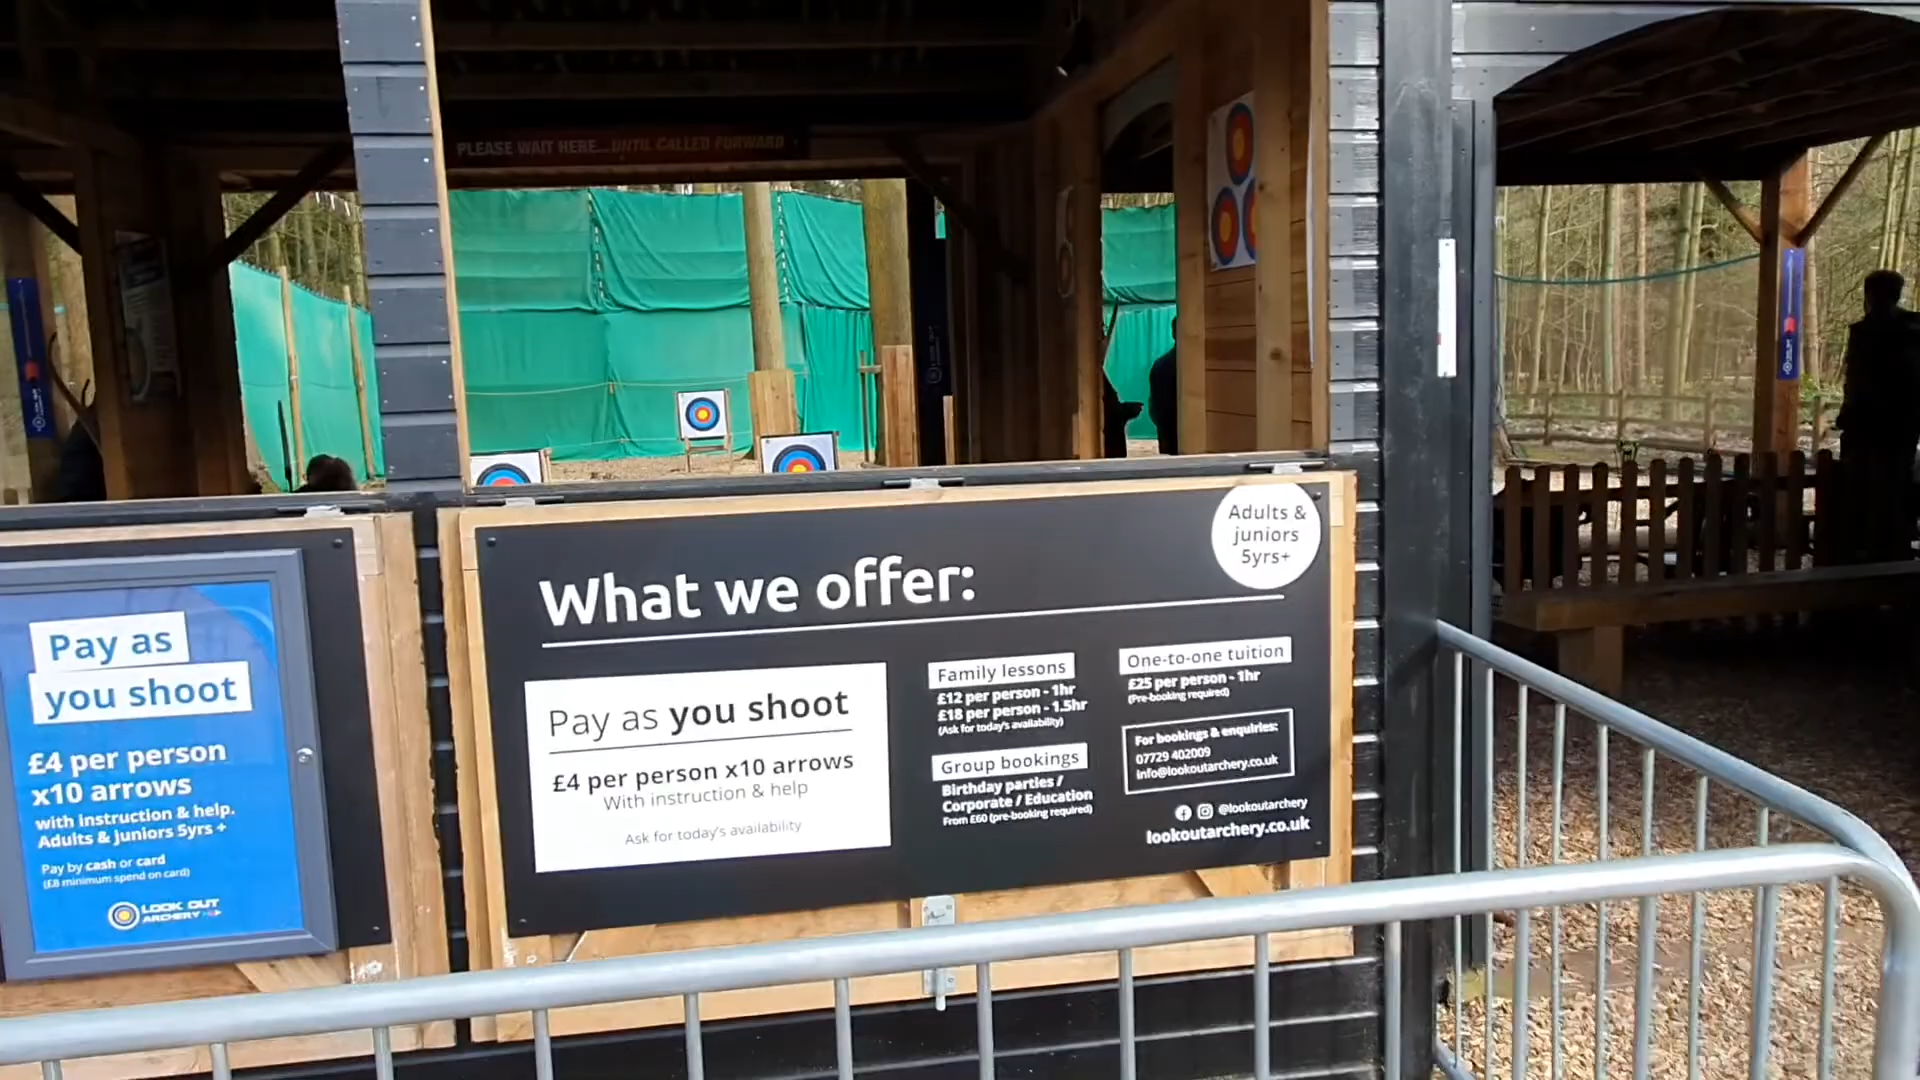 PLEASE WAIT HERE...UNTIL CALLED FORWARD
Pay as
you shoot
£4 per person
x10 arrows
with instruction & help.
Adults & juniors 5yrs +
Pay by cash or card
(£8 minimum spend on card)
LOOK OUT
ARCHERY
What we offer:
Adults &
juniors
5yrs+
Pay as you shoot
£4 per person x10 arrows
With instruction & help
Ask for today's availability
Family lessons
£12 per person - 1hr
£18 per person - 1.5hr
(Ask for today's availability)
Group bookings
Birthday parties /
Corporate / Education
From £60 (pre-booking required)
One-to-one tuition
£25 per person - 1hr
(Pre-booking required)
For bookings & enquiries:
07729 402009
info@lookoutarchery.co.uk
@lookoutarchery
lookoutarchery.co.uk